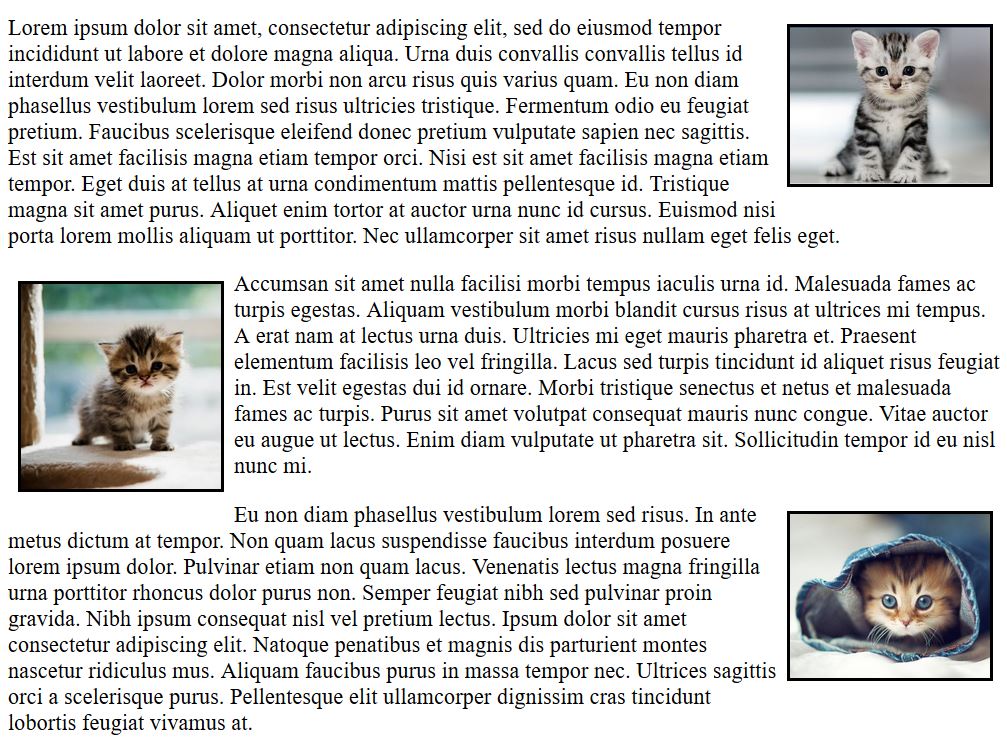 Lorem ipsum dolor sit amet, consectetur adipiscing elit, sed do eiusmod tempor
incididunt ut labore et dolore magna aliqua. Urna duis convallis convallis tellus id
interdum velit laoreet. Dolor morbi non arcu risus quis varius quam. Eu non diam
phasellus vestibulum lorem sed risus ultricies tristique. Fermentum odio eu feugiat
pretium. Faucibus scelerisque eleifend donec pretium vulputate sapien nec sagittis.
Est sit amet facilisis magna etiam tempor orci. Nisi est sit amet facilisis magna etiam
tempor. Eget duis at tellus at urna condimentum mattis pellentesque id. Tristique
magna sit amet purus. Aliquet enim tortor at auctor urna nunc id cursus. Euismod nisi
porta lorem mollis aliquam ut porttitor. Nec ullamcorper sit amet risus nullam eget felis eget.
Accumsan sit amet nulla facilisi morbi tempus iaculis urna id. Malesuada fames ac
turpis egestas. Aliquam vestibulum morbi blandit cursus risus at ultrices mi tempus.
A erat nam at lectus urna duis. Ultricies mi eget mauris pharetra et. Praesent
elementum facilisis leo vel fringilla. Lacus sed turpis tincidunt id aliquet risus feugiat
in. Est velit egestas dui id ornare. Morbi tristique senectus et netus et malesuada
fames ac turpis. Purus sit amet volutpat consequat mauris nunc congue. Vitae auctor
eu augue ut lectus. Enim diam vulputate ut pharetra sit. Sollicitudin tempor id eu nisl
nunc mi.
Eu non diam phasellus vestibulum lorem sed risus. In ante
metus dictum at tempor. Non quam lacus suspendisse faucibus interdum posuere
lorem ipsum dolor. Pulvinar etiam non quam lacus. Venenatis lectus magna fringilla
urna porttitor rhoncus dolor purus non. Semper feugiat nibh sed pulvinar proin
gravida. Nibh ipsum consequat nisl vel pretium lectus. Ipsum dolor sit amet
consectetur adipiscing elit. Natoque penatibus et magnis dis parturient montes
nascetur ridiculus mus. Aliquam faucibus purus in massa tempor nec. Ultrices sagittis
orci a scelerisque purus. Pellentesque elit ullamcorper dignissim cras tincidunt
lobortis feugiat vivamus at.